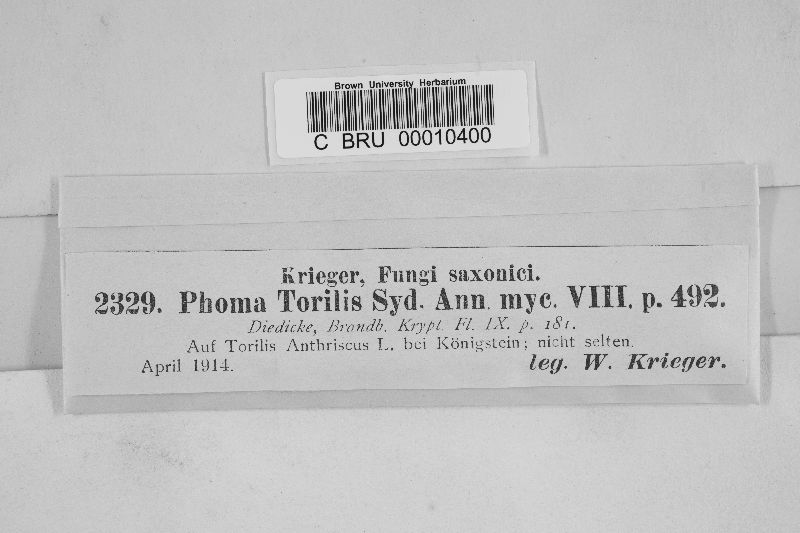 Brown University Herbarium
C BRU 00010400
Krieger, Fungi saxonici.
2329. Phoma Torilis Syd. Ann. myc. VIII. p. 492.
Diedicke, Brandb. Krypt. Fl. IX. p. 181.
Auf Torilis Anthriscus L. bei Königstein; nicht selten.
April 1914. leg. W. Krieger.